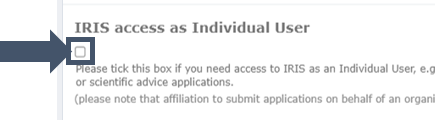 IRIS access as Individual User
Please tick this box if you need access to IRIS as an Individual User, e.g
or scientific advice applications.
(please note that affiliation to submit applications on behalf of an organi